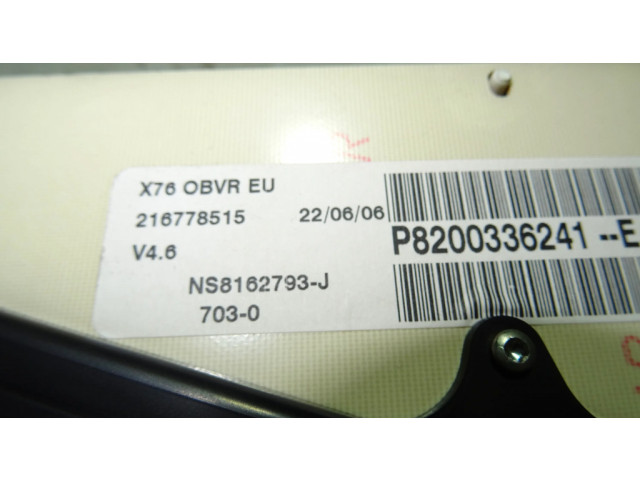 X76 OBVR EU
216778515 22/06/06
V4.6
P8200336241--E
NS8162793-J
703-0